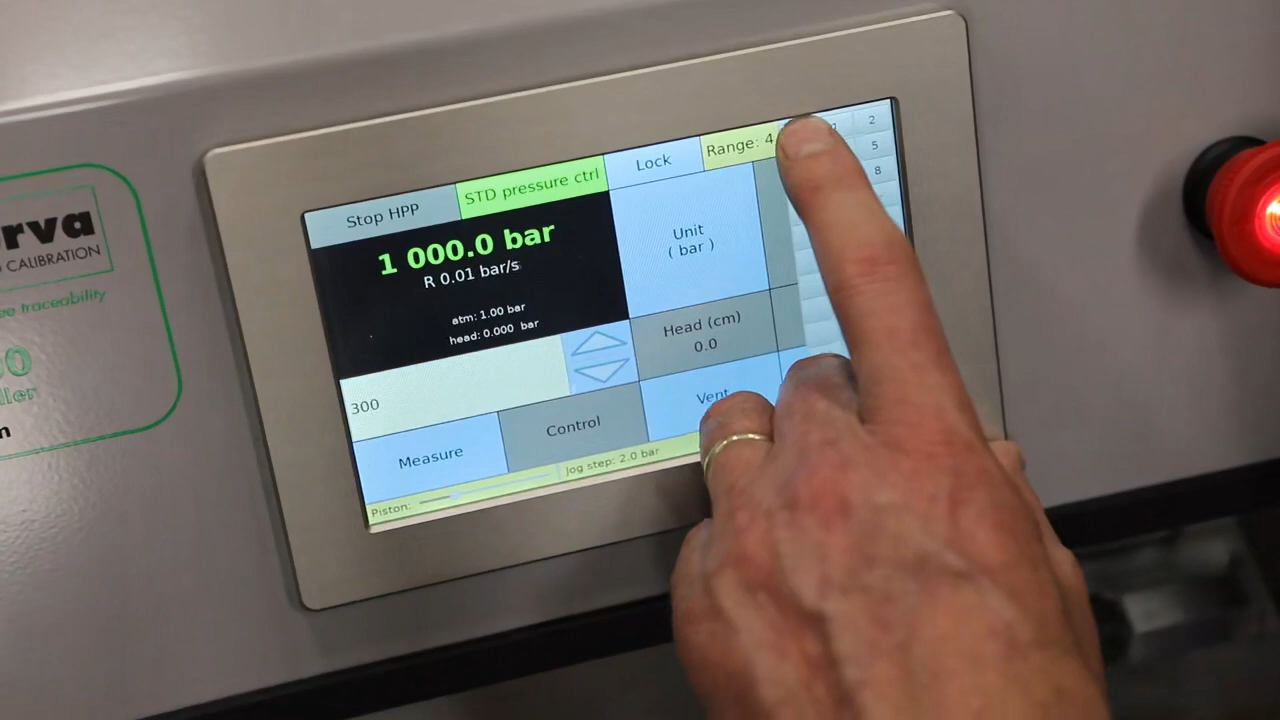 rva
CALIBRATION
ee traceability
Stop HPP
STD pressure ctrl
Lock
Range: 4
2
5
8
1 000.0 bar
R 0.01 bar/s
atm: 1.00 bar
head: 0.000 bar
Unit
( bar )
Head (cm)
0.0
300
Measure
Control
Vent
Piston:
Jog step: 2.0 bar